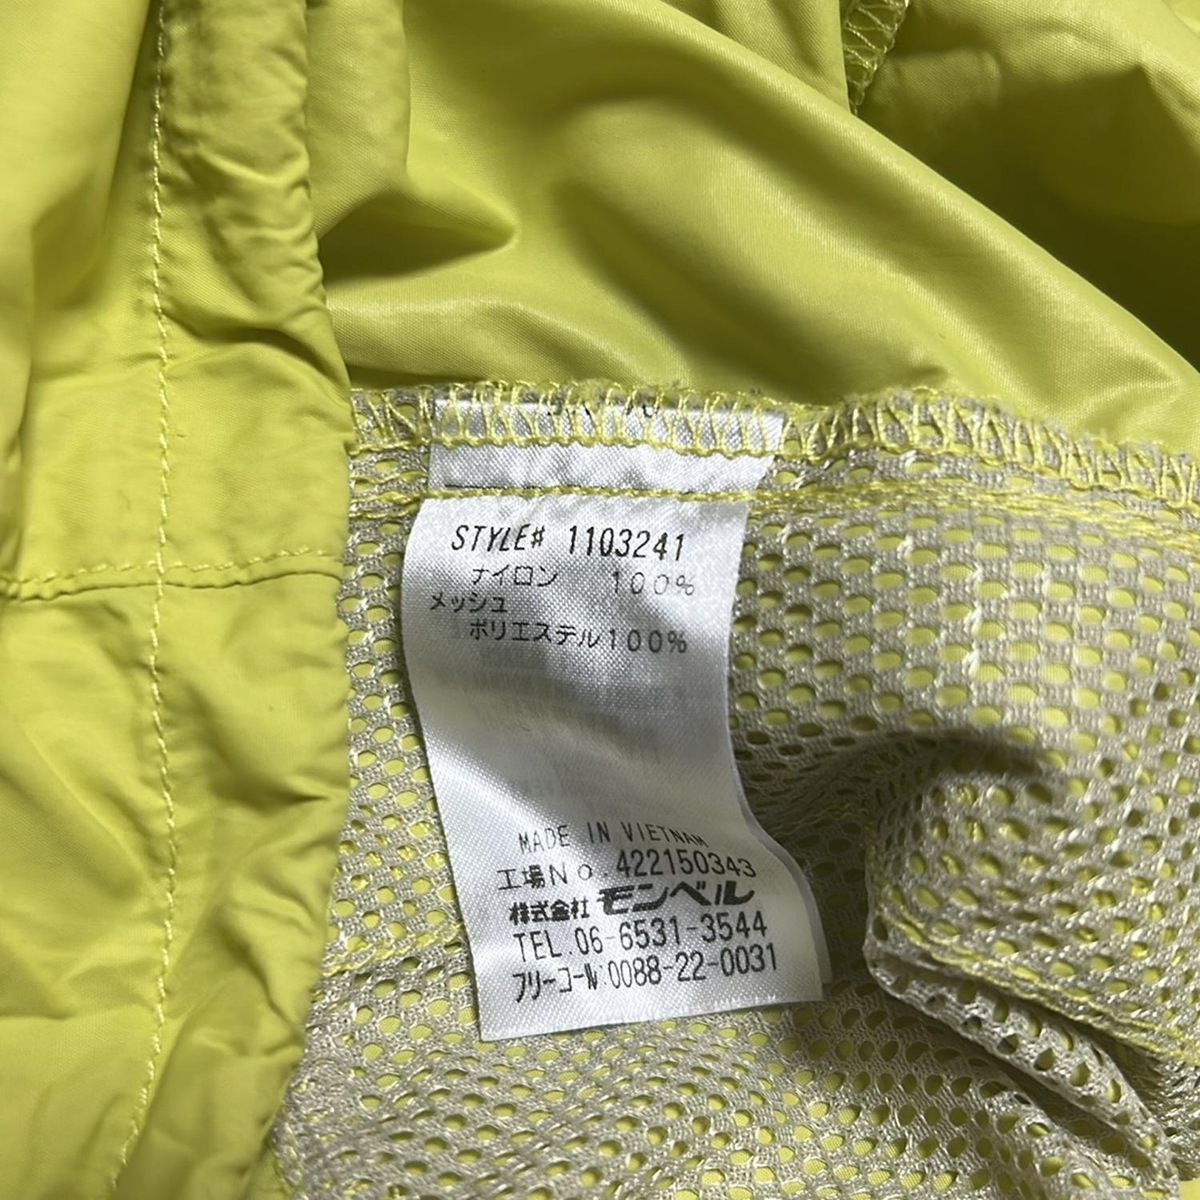 STYLE# 1103241
ナイロン 100%
メッシュ
ポリエステル100%
MADE IN VIETNAM
工場No.422150343
株式会社モンベル
TEL.06-6531-3544
フリーコール:0088-22-0031